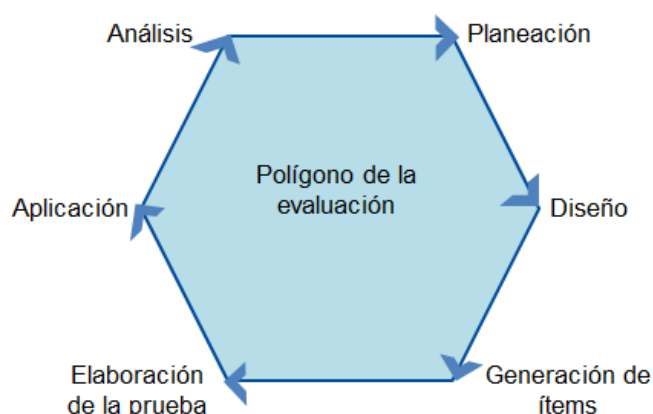 Análisis
Planeación
Polígono de la
evaluación
Aplicación
Diseño
Elaboración
de la prueba
Generación de
ítems